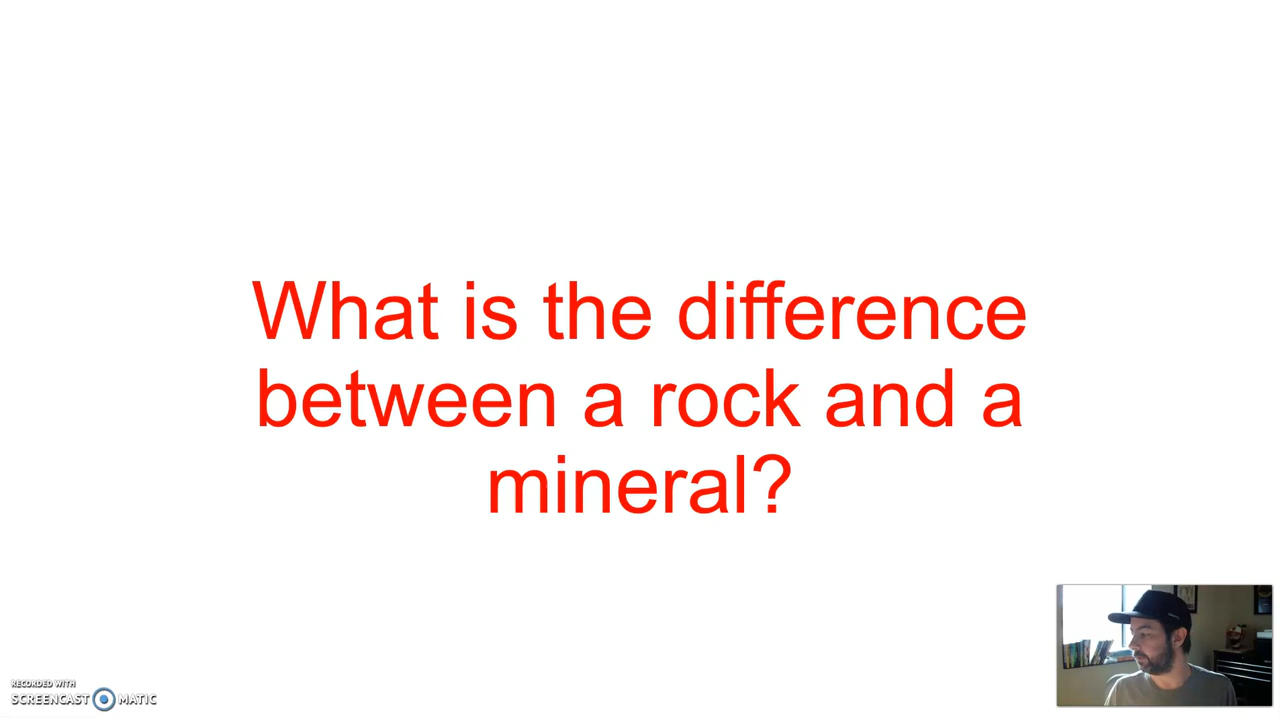 What is the difference
between a rock and a
mineral?
RECORDED WITH
SCREENCAST MATIC